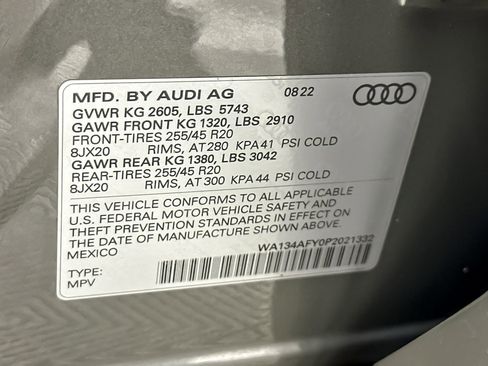 MFD. BY AUDI AG 08 22
GVWR KG 2605, LBS 5743
GAWR FRONT KG 1320, LBS 2910
FRONT-TIRES 255/45 R20
8JX20 RIMS, AT 280 KPA 41 PSI COLD
GAWR REAR KG 1380, LBS 3042
REAR-TIRES 255/45 R20
8JX20 RIMS, AT 300 KPA 44 PSI COLD
THIS VEHICLE CONFORMS TO ALL APPLICABLE
U.S. FEDERAL MOTOR VEHICLE SAFETY AND
THEFT PREVENTION STANDARDS IN EFFECT ON
THE DATE OF MANUFACTURE SHOWN ABOVE.
MEXICO WA134AFY0P2021332
TYPE:
MPV